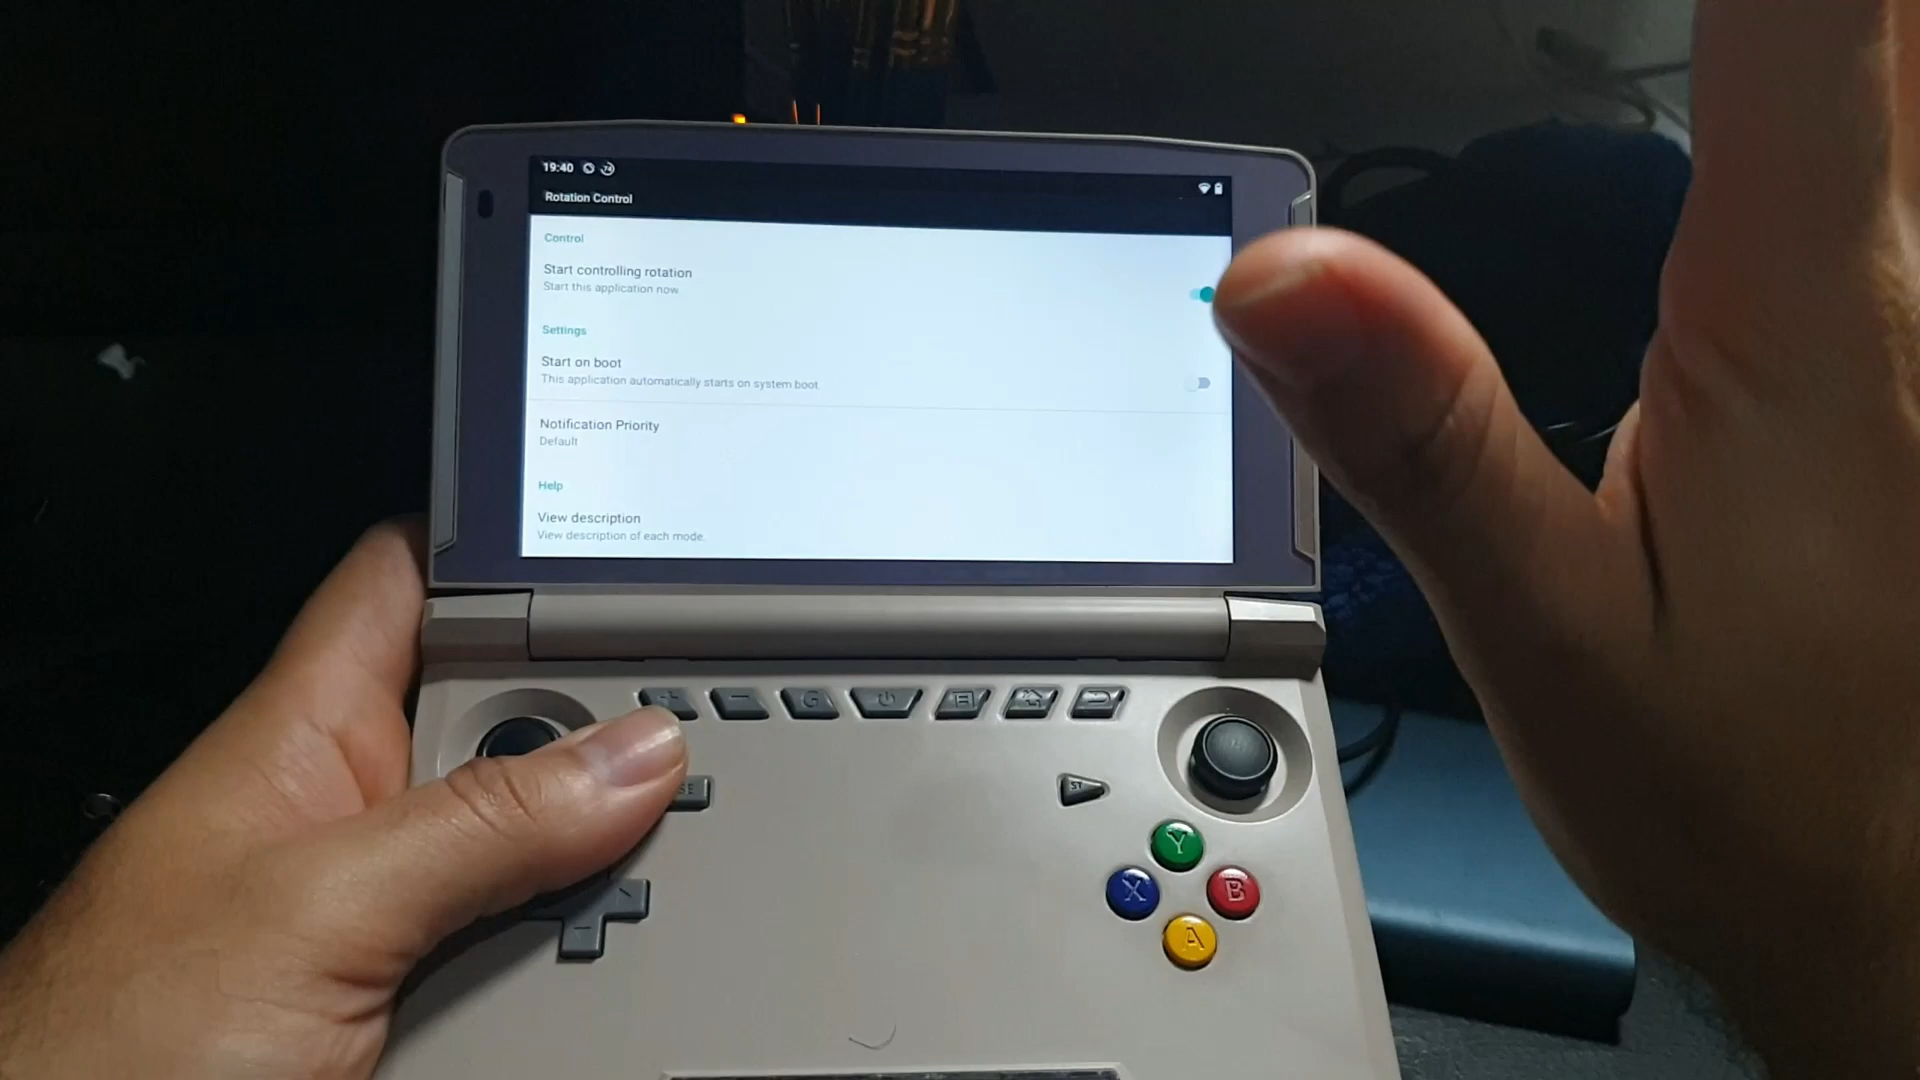 19:40
Rotation Control
Control
Start controlling rotation
Start this application now.
Settings
Start on boot
This application automatically starts on system boot.
Notification Priority
Default
Help
View description
View description of each mode.
+
−
G
SE
ST
Y
X
B
A